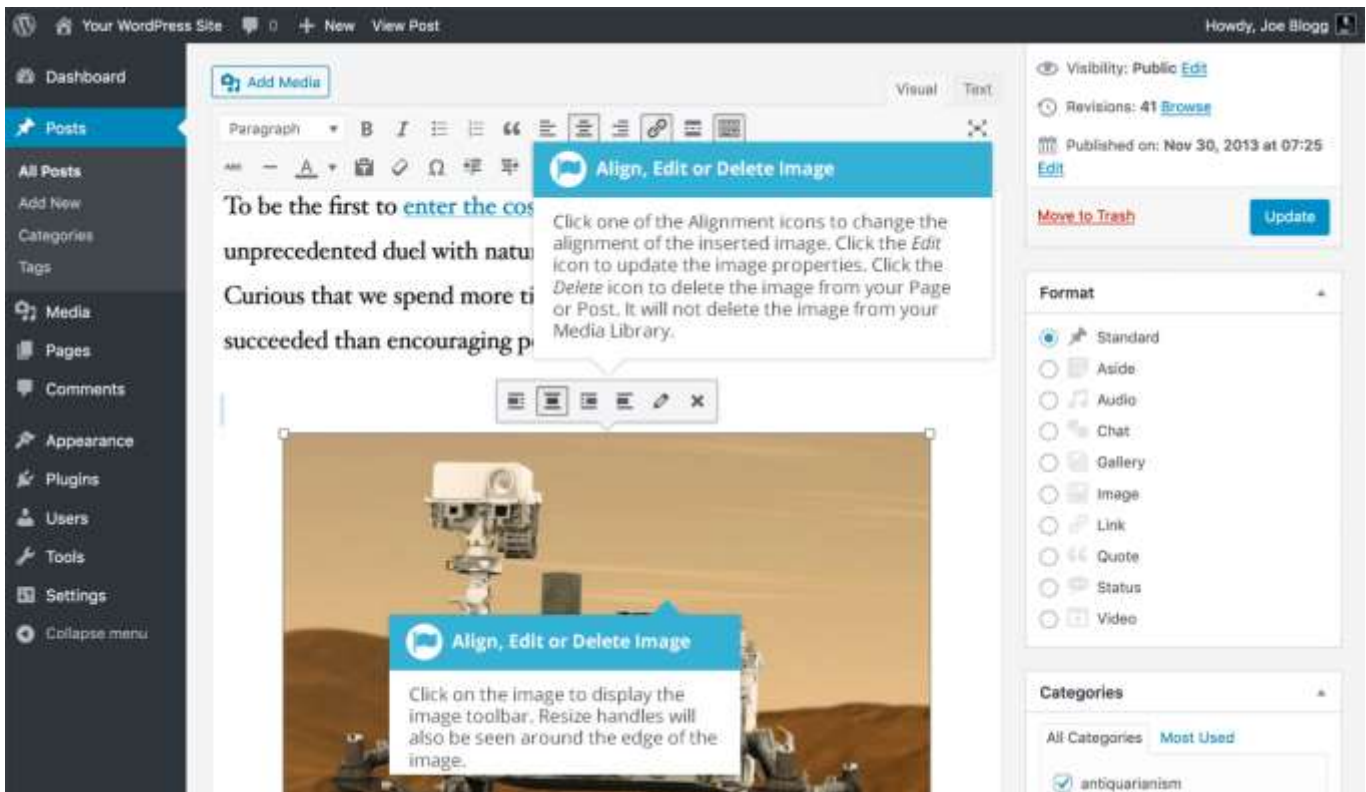 Your WordPress Site 0 + New View Post
Howdy, Joe Blogg
Dashboard
Posts
All Posts
Add New
Categories
Tags
Media
Pages
Comments
Appearance
Plugins
Users
Tools
Settings
Collapse menu
Add Media
Visual Text
Paragraph B I
ABC A Ω
To be the first to enter the cos
unprecedented duel with natu
Curious that we spend more ti
succeeded than encouraging p
Align, Edit or Delete Image
Click one of the Alignment icons to change the
alignment of the inserted image. Click the Edit
icon to update the image properties. Click the
Delete icon to delete the image from your Page
or Post. It will not delete the image from your
Media Library.
Align, Edit or Delete Image
Click on the image to display the
image toolbar. Resize handles will
also be seen around the edge of the
image.
Visibility: Public Edit
Revisions: 41 Browse
Published on: Nov 30, 2013 at 07:25
Edit
Move to Trash Update
Format
Standard
Aside
Audio
Chat
Gallery
Image
Link
Quote
Status
Video
Categories
All Categories Most Used
antiquarianism